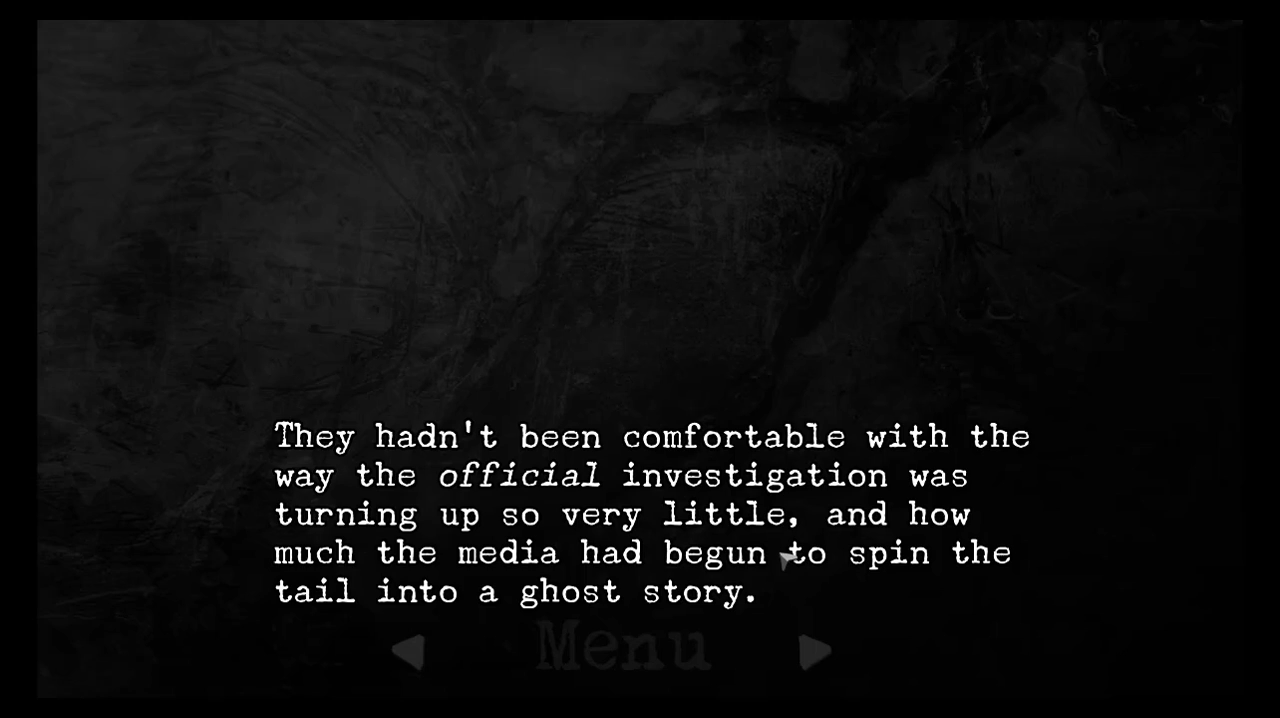 They hadn't been comfortable with the
way the official investigation was
turning up so very little, and how
much the media had begun to spin the
tail into a ghost story.
Menu